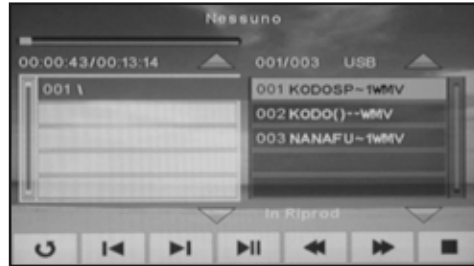 Nessuno
00:00:43/00:13:14
001/003 USB
001 \
001 KODOSP~1WMV
002 KODO()--WMV
003 NANAFU~1WMV
In Riprod